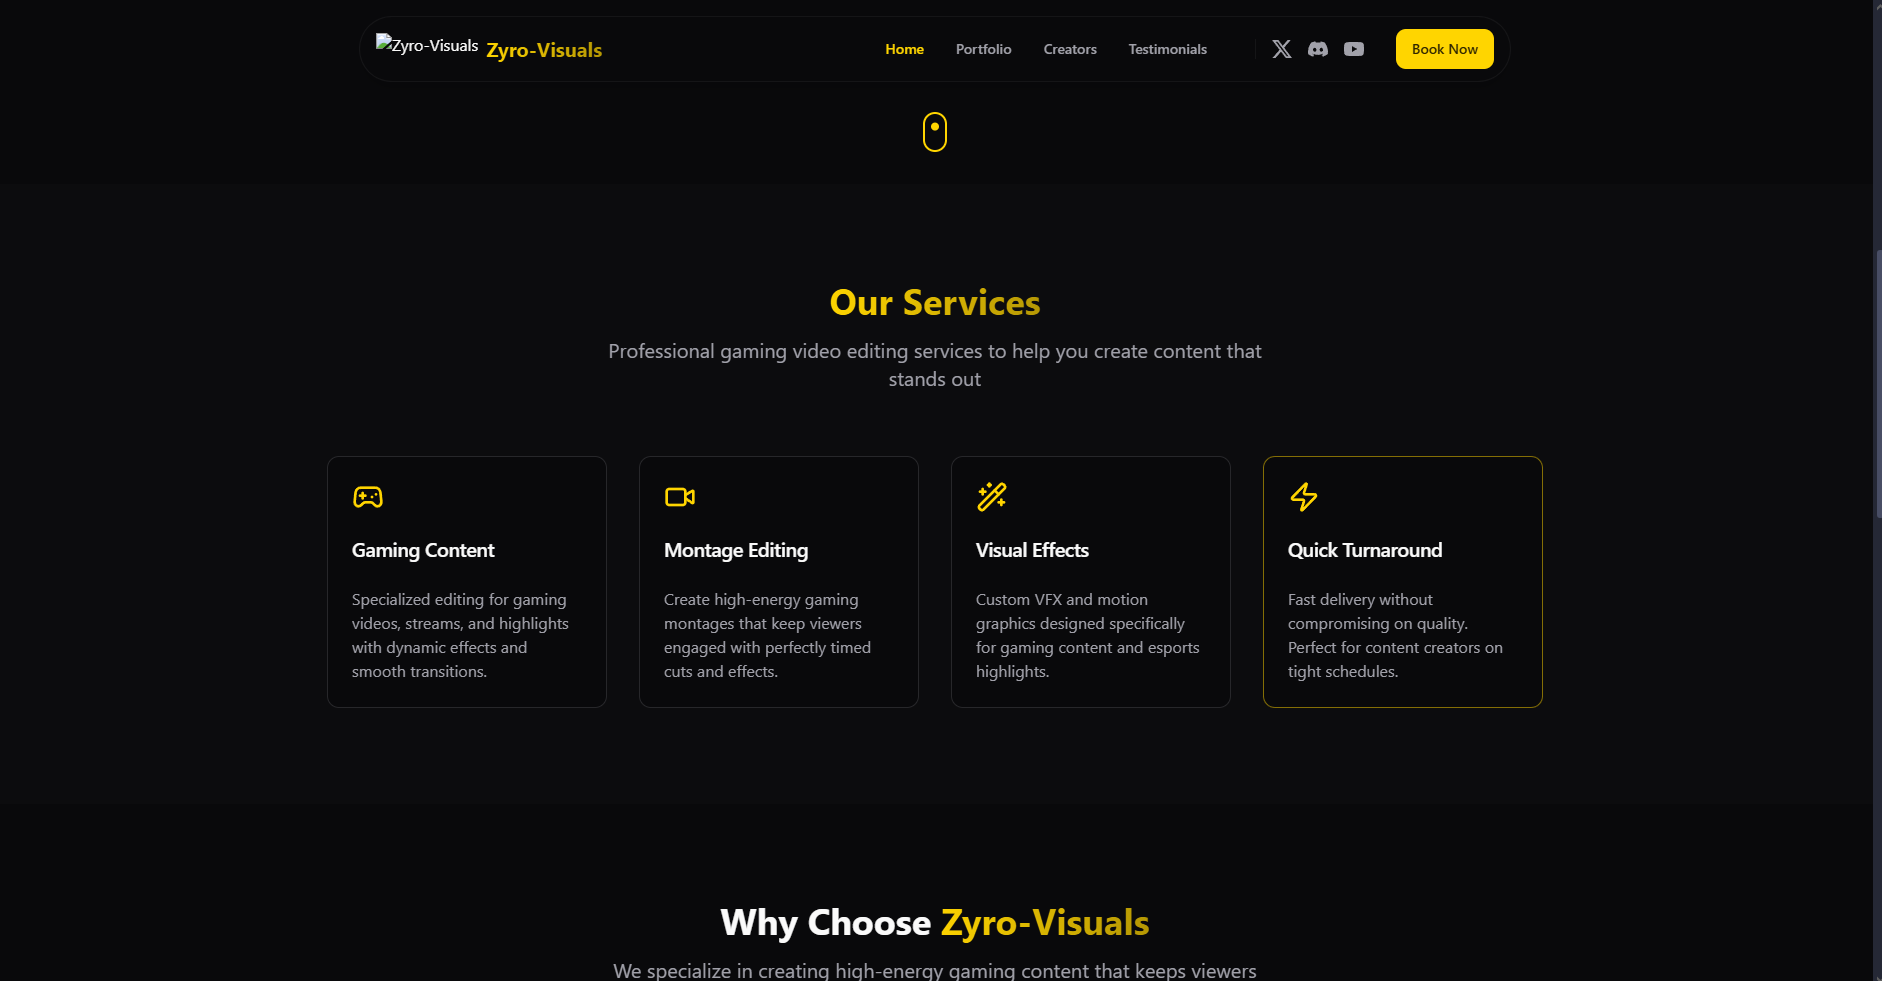 Zyro-Visuals Zyro-Visuals
Home Portfolio Creators Testimonials Book Now
Our Services
Professional gaming video editing services to help you create content that
stands out
Gaming Content
Specialized editing for gaming
videos, streams, and highlights
with dynamic effects and
smooth transitions.
Montage Editing
Create high-energy gaming
montages that keep viewers
engaged with perfectly timed
cuts and effects.
Visual Effects
Custom VFX and motion
graphics designed specifically
for gaming content and esports
highlights.
Quick Turnaround
Fast delivery without
compromising on quality.
Perfect for content creators on
tight schedules.
Why Choose Zyro-Visuals
We specialize in creating high-energy gaming content that keeps viewers